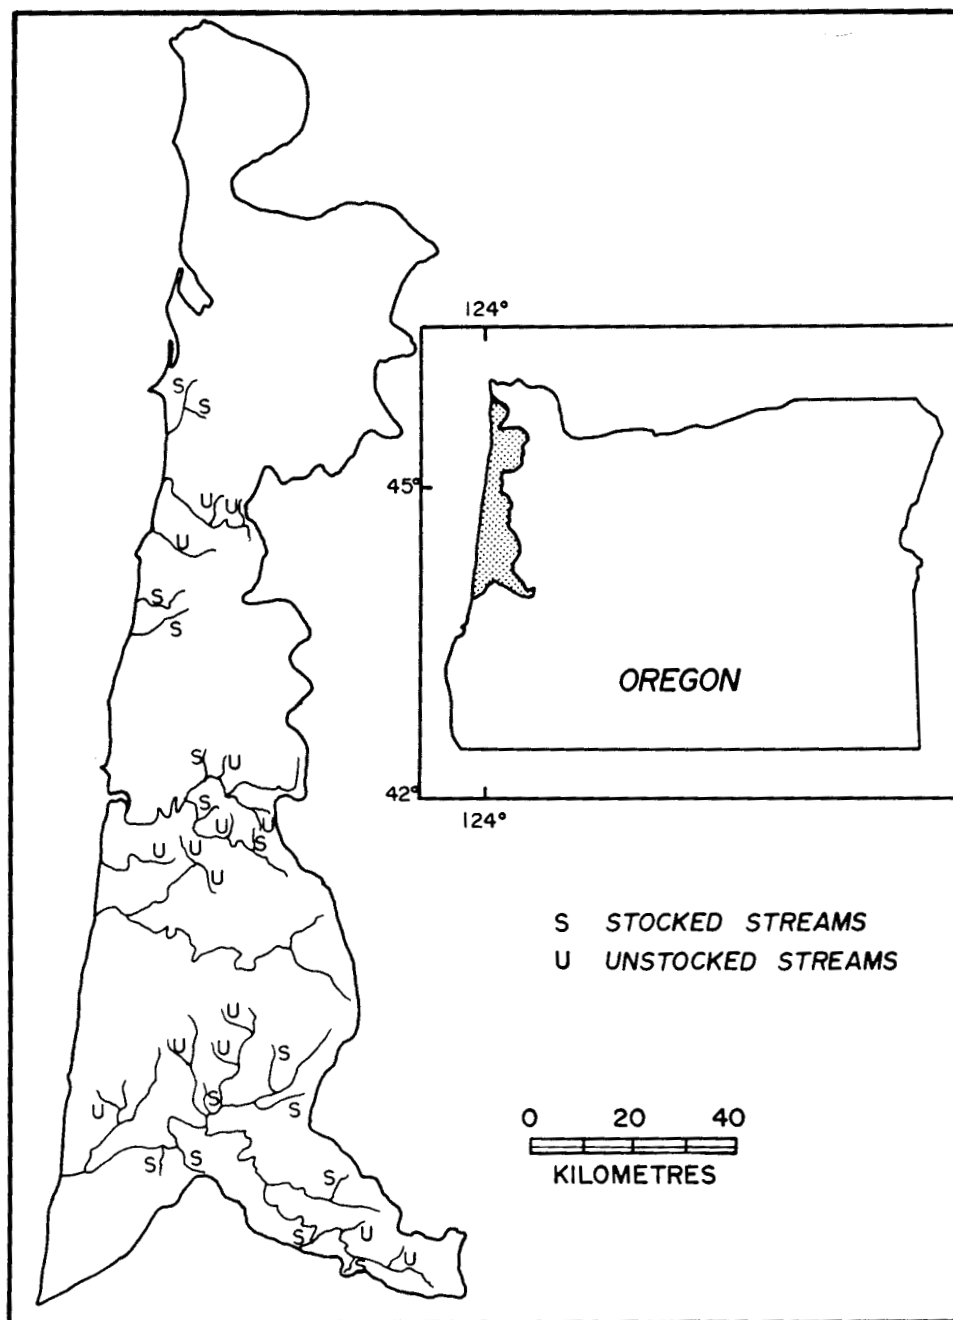 124°
S
S
45°
U U
U
S
S
OREGON
S U
42°
124°
S
U U
S
U U
U
S STOCKED STREAMS
U UNSTOCKED STREAMS
U
U U S
S
S
U
0 20 40
KILOMETRES
S S
S
S U
U